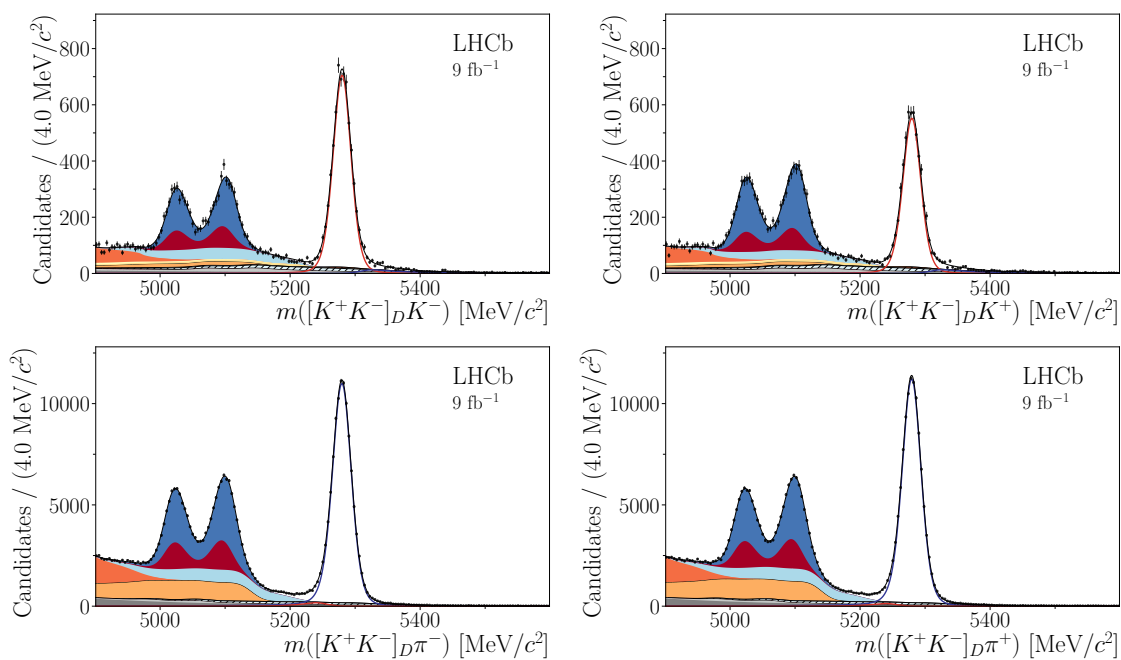 Candidates / (4.0 MeV/c²)
800
600
400
200
0
LHCb
9 fb⁻¹
5000 5200 5400
m([K⁺K⁻]_D K⁻) [MeV/c²]
Candidates / (4.0 MeV/c²)
800
600
400
200
0
LHCb
9 fb⁻¹
5000 5200 5400
m([K⁺K⁻]_D K⁺) [MeV/c²]
Candidates / (4.0 MeV/c²)
10000
5000
0
LHCb
9 fb⁻¹
5000 5200 5400
m([K⁺K⁻]_D π⁻) [MeV/c²]
Candidates / (4.0 MeV/c²)
10000
5000
0
LHCb
9 fb⁻¹
5000 5200 5400
m([K⁺K⁻]_D π⁺) [MeV/c²]